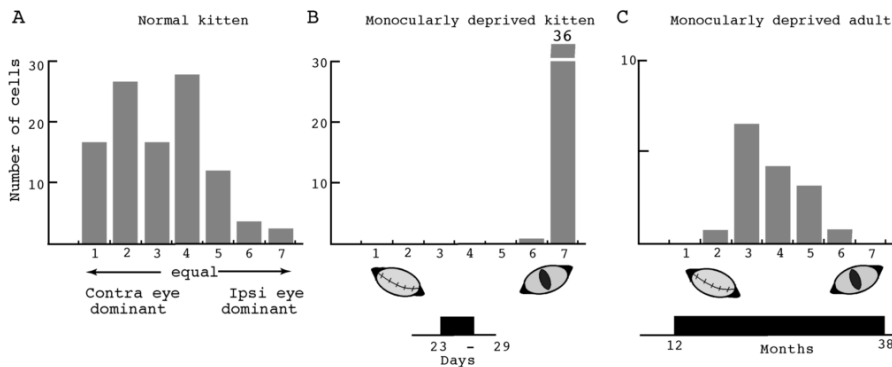 A
Normal kitten
Number of cells
30
20
10
1 2 3 4 5 6 7
equal
Contra eye
dominant
Ipsi eye
dominant
B
Monocularly deprived kitten
36
30
20
10
1 2 3 4 5 6 7
23 – 29
Days
C
Monocularly deprived adult
10
1 2 3 4 5 6 7
12
38
Months